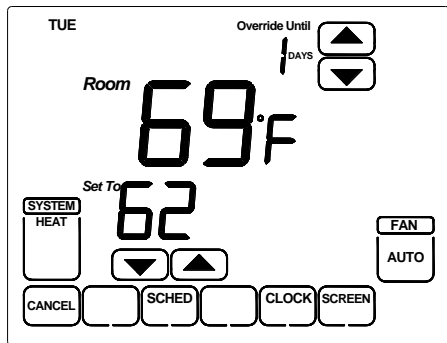 TUE
Override Until
1 DAYS
Room
69°F
Set To
62
SYSTEM
HEAT
FAN
AUTO
CANCEL SCHED CLOCK SCREEN